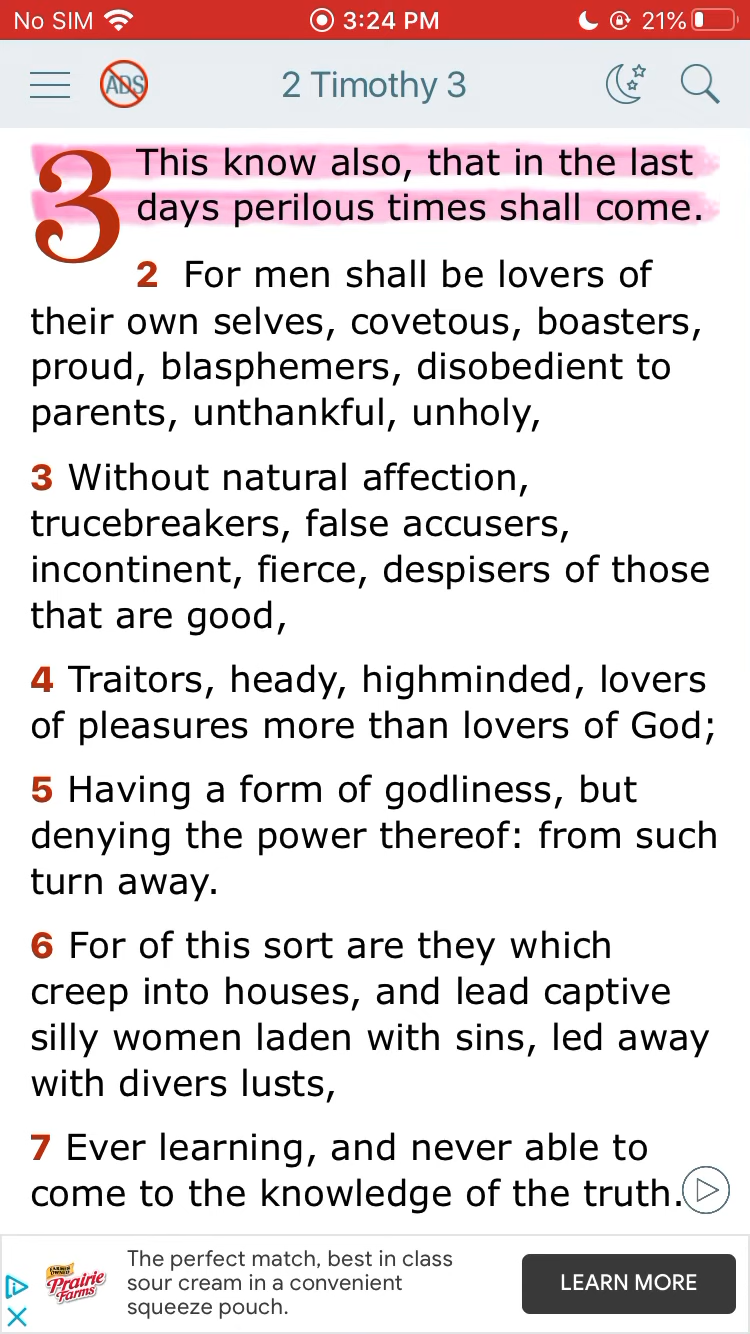 No SIM 3:24 PM 21%
ADS 2 Timothy 3
3 This know also, that in the last
days perilous times shall come.
2 For men shall be lovers of
their own selves, covetous, boasters,
proud, blasphemers, disobedient to
parents, unthankful, unholy,
3 Without natural affection,
trucebreakers, false accusers,
incontinent, fierce, despisers of those
that are good,
4 Traitors, heady, highminded, lovers
of pleasures more than lovers of God;
5 Having a form of godliness, but
denying the power thereof: from such
turn away.
6 For of this sort are they which
creep into houses, and lead captive
silly women laden with sins, led away
with divers lusts,
7 Ever learning, and never able to
come to the knowledge of the truth.
Prairie
Farms
The perfect match, best in class
sour cream in a convenient
squeeze pouch.
LEARN MORE